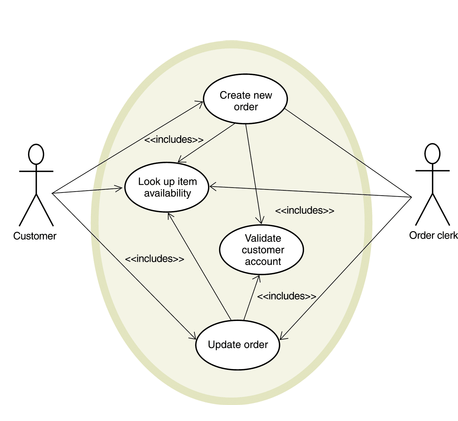 Create new
order
<<includes>>
Look up item
availability
<<includes>>
Customer
Order clerk
Validate
customer
account
<<includes>>
<<includes>>
Update order